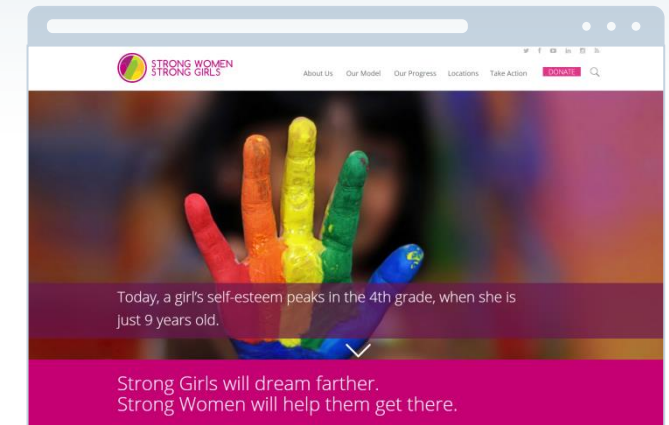 STRONG WOMEN
STRONG GIRLS
About Us Our Model Our Progress Locations Take Action DONATE
Today, a girl's self-esteem peaks in the 4th grade, when she is
just 9 years old.
Strong Girls will dream farther.
Strong Women will help them get there.